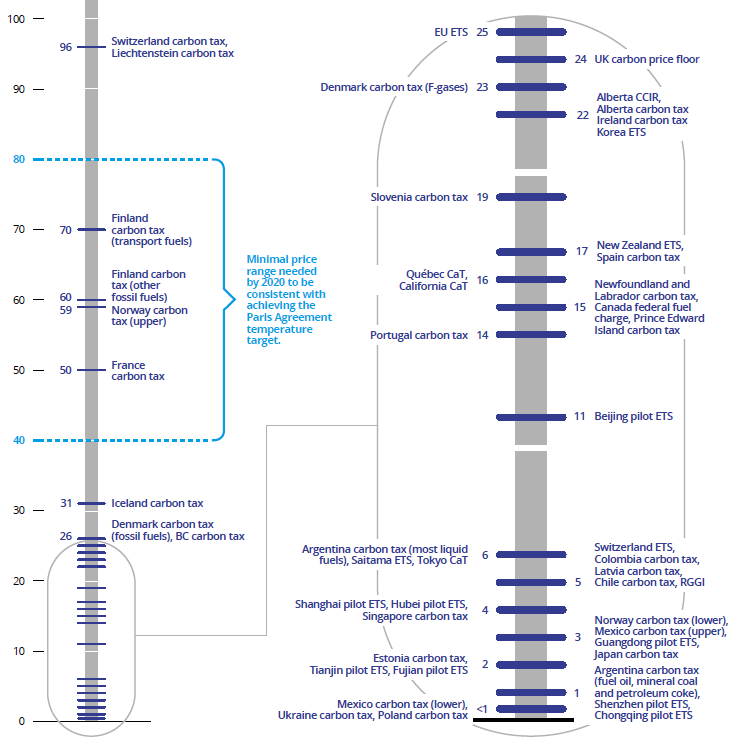 100
96
Switzerland carbon tax,
Liechtenstein carbon tax
90
80
70
70
Finland
carbon tax
(transport fuels)
60
60
Finland carbon
tax (other
fossil fuels)
59
Norway carbon
tax (upper)
Minimal price
range needed
by 2020 to be
consistent with
achieving the
Paris Agreement
temperature
target.
50
50
France
carbon tax
40
31
Iceland carbon tax
30
26
Denmark carbon tax
(fossil fuels), BC carbon tax
20
10
0
EU ETS 25
24 UK carbon price floor
Denmark carbon tax (F-gases) 23
22
Alberta CCIR,
Alberta carbon tax
Ireland carbon tax
Korea ETS
Slovenia carbon tax 19
17
New Zealand ETS,
Spain carbon tax
Québec CaT,
California CaT
16
15
Newfoundland and
Labrador carbon tax,
Canada federal fuel
charge, Prince Edward
Island carbon tax
Portugal carbon tax 14
11 Beijing pilot ETS
Argentina carbon tax (most liquid
fuels), Saitama ETS, Tokyo CaT
6
5
Switzerland ETS,
Colombia carbon tax,
Latvia carbon tax,
Chile carbon tax, RGGI
Shanghai pilot ETS, Hubei pilot ETS,
Singapore carbon tax
4
3
Norway carbon tax (lower),
Mexico carbon tax (upper),
Guangdong pilot ETS,
Japan carbon tax
Estonia carbon tax,
Tianjin pilot ETS, Fujian pilot ETS
2
1
Argentina carbon tax
(fuel oil, mineral coal
and petroleum coke),
Shenzhen pilot ETS,
Chongqing pilot ETS
Mexico carbon tax (lower),
Ukraine carbon tax, Poland carbon tax
<1